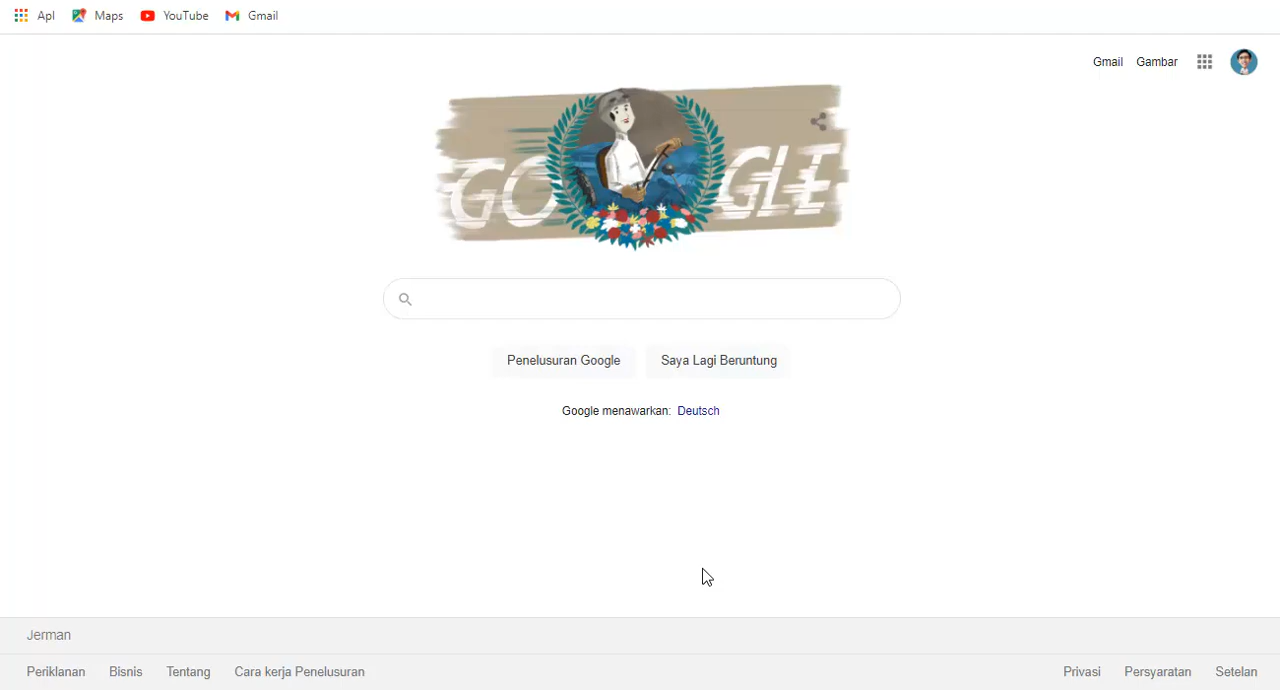 Apl Maps YouTube Gmail
Gmail Gambar
GOOGLE
Penelusuran Google Saya Lagi Beruntung
Google menawarkan: Deutsch
Jerman
Periklanan Bisnis Tentang Cara kerja Penelusuran Privasi Persyaratan Setelan